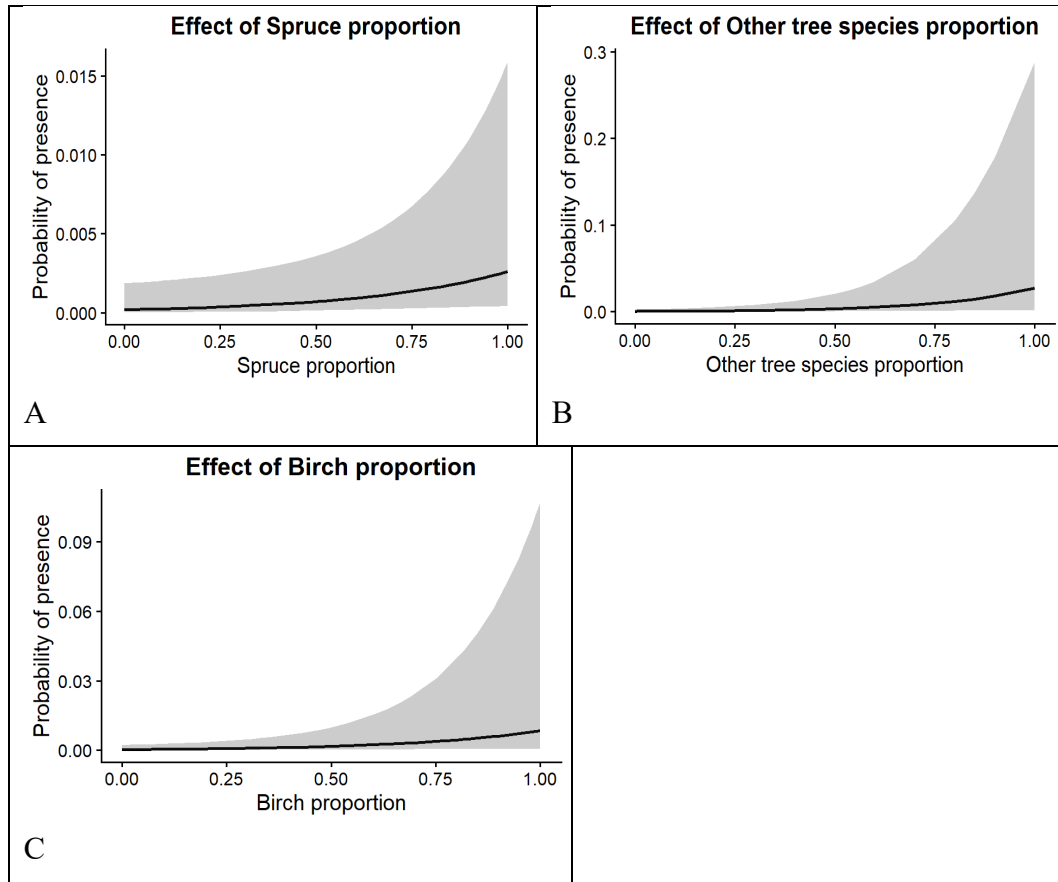 Effect of Spruce proportion
Probability of presence
0.015
0.010
0.005
0.000
0.00 0.25 0.50 0.75 1.00
Spruce proportion
A
Effect of Other tree species proportion
Probability of presence
0.3
0.2
0.1
0.0
0.00 0.25 0.50 0.75 1.00
Other tree species proportion
B
Effect of Birch proportion
Probability of presence
0.09
0.06
0.03
0.00
0.00 0.25 0.50 0.75 1.00
Birch proportion
C